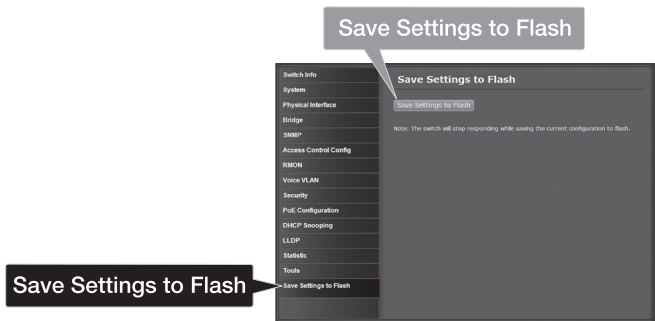 Save Settings to Flash
Switch Info
System
Physical Interface
Bridge
SNMP
Access Control Config
RMON
Voice VLAN
Security
PoE Configuration
DHCP Snooping
LLDP
Statistic
Tools
Save Settings to Flash
Save Settings to Flash
Save Settings to Flash
Note: The switch will stop responding while saving the current configuration to flash.
Save Settings to Flash